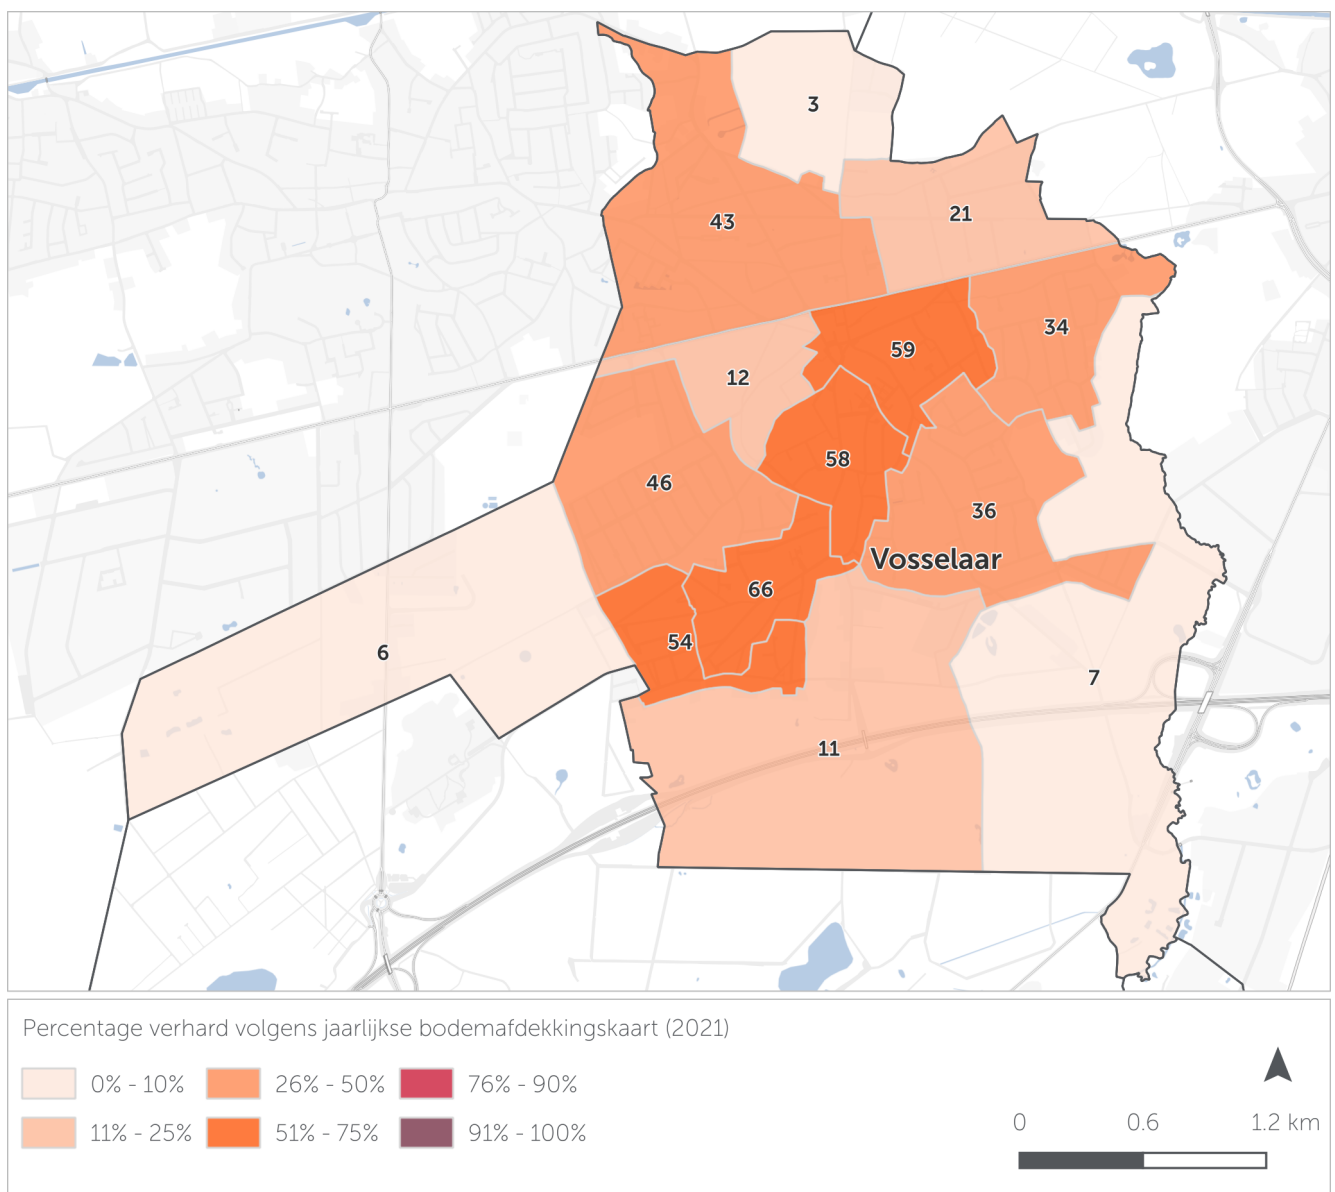 3
43
21
34
59
12
58
46
36
Vosselaar
66
54
6
7
11
Percentage verhard volgens jaarlijkse bodemafdekkingskaart (2021)
0% - 10%
26% - 50%
76% - 90%
11% - 25%
51% - 75%
91% - 100%
0 0.6 1.2 km